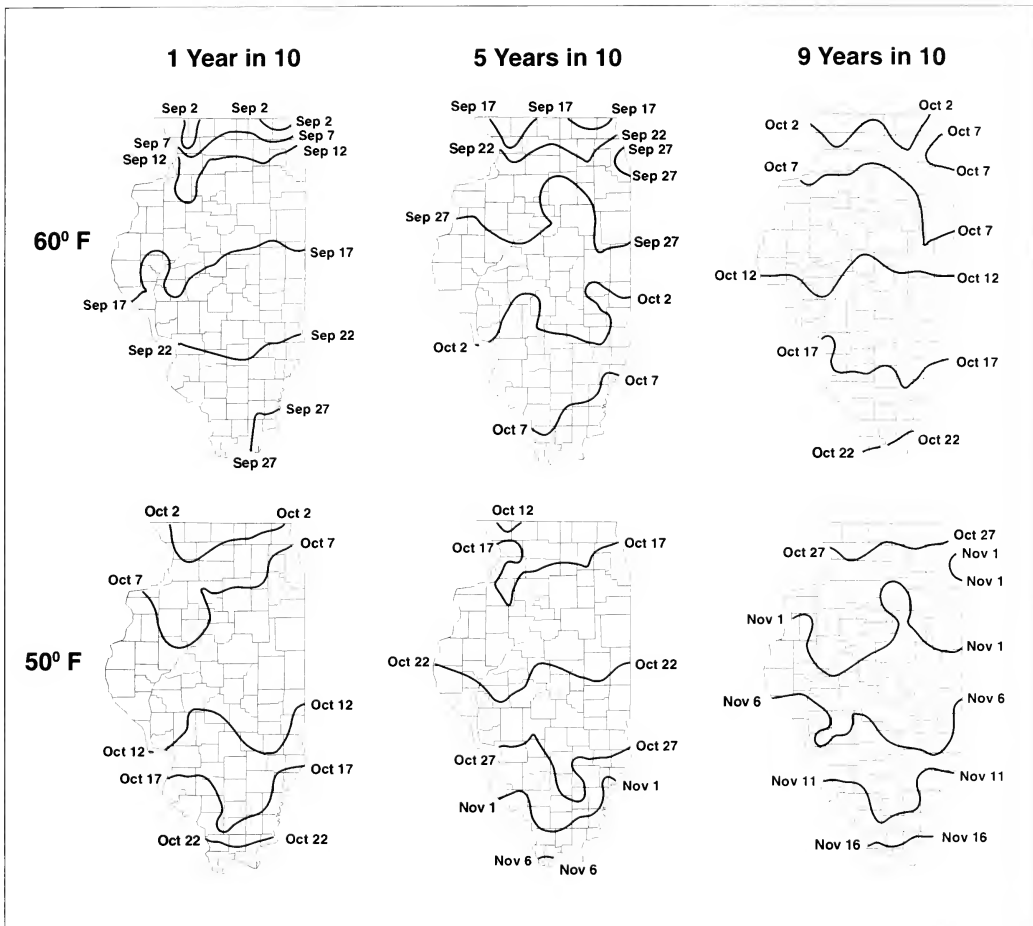 1 Year in 10
5 Years in 10
9 Years in 10
60⁰ F
Sep 2
Sep 2
Sep 2
Sep 7
Sep 7
Sep 12
Sep 12
Sep 17
Sep 17
Sep 22
Sep 22
Sep 27
Sep 27
Sep 17
Sep 17
Sep 17
Sep 22
Sep 22
Sep 27
Sep 27
Sep 27
Sep 27
Oct 2
Oct 2
Oct 7
Oct 7
Oct 2
Oct 2
Oct 7
Oct 7
Oct 7
Oct 12
Oct 12
Oct 17
Oct 17
Oct 22
Oct 22
50⁰ F
Oct 2
Oct 2
Oct 7
Oct 7
Oct 12
Oct 12
Oct 17
Oct 17
Oct 22
Oct 22
Oct 12
Oct 17
Oct 17
Oct 22
Oct 22
Oct 27
Oct 27
Nov 1
Nov 1
Nov 6
Nov 6
Oct 27
Oct 27
Nov 1
Nov 1
Nov 1
Nov 1
Nov 6
Nov 6
Nov 11
Nov 11
Nov 16
Nov 16